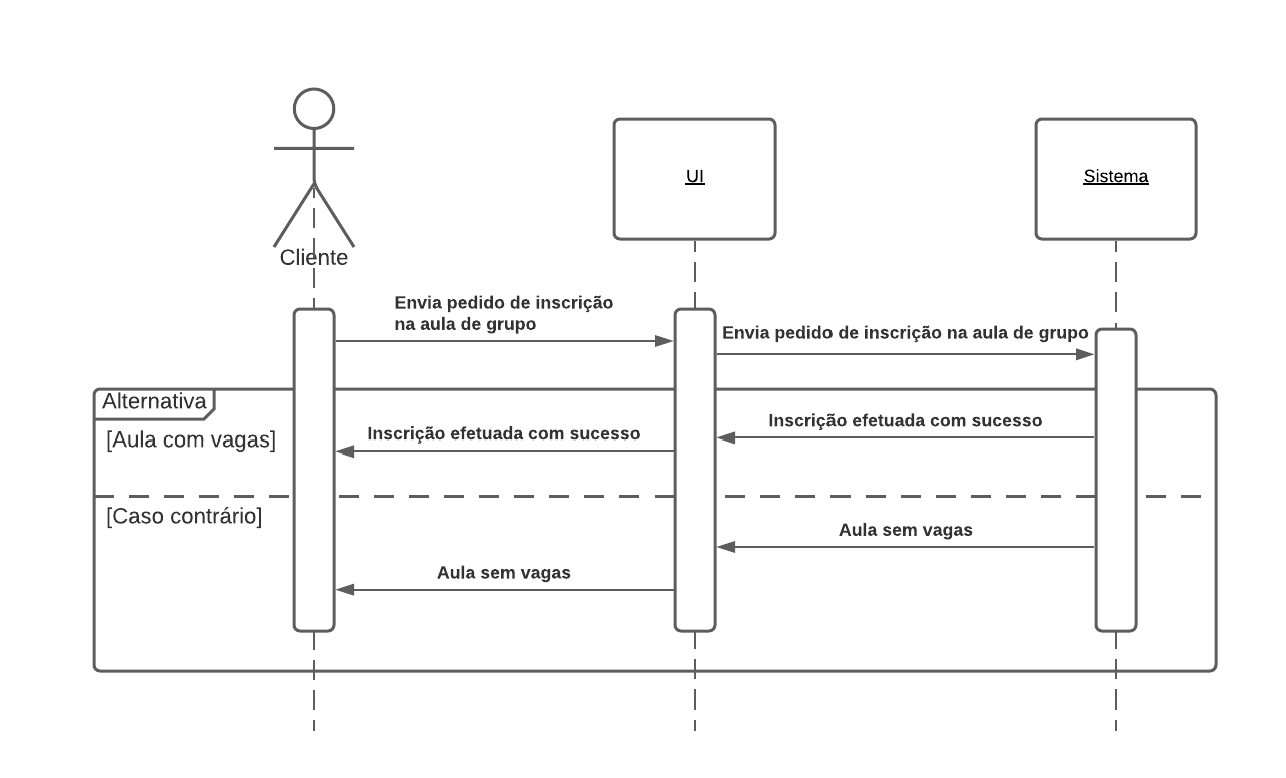 UI
Sistema
Cliente
Envia pedido de inscrição
na aula de grupo
Envia pedido de inscrição na aula de grupo
Alternativa
[Aula com vagas]
Inscrição efetuada com sucesso
Inscrição efetuada com sucesso
[Caso contrário]
Aula sem vagas
Aula sem vagas